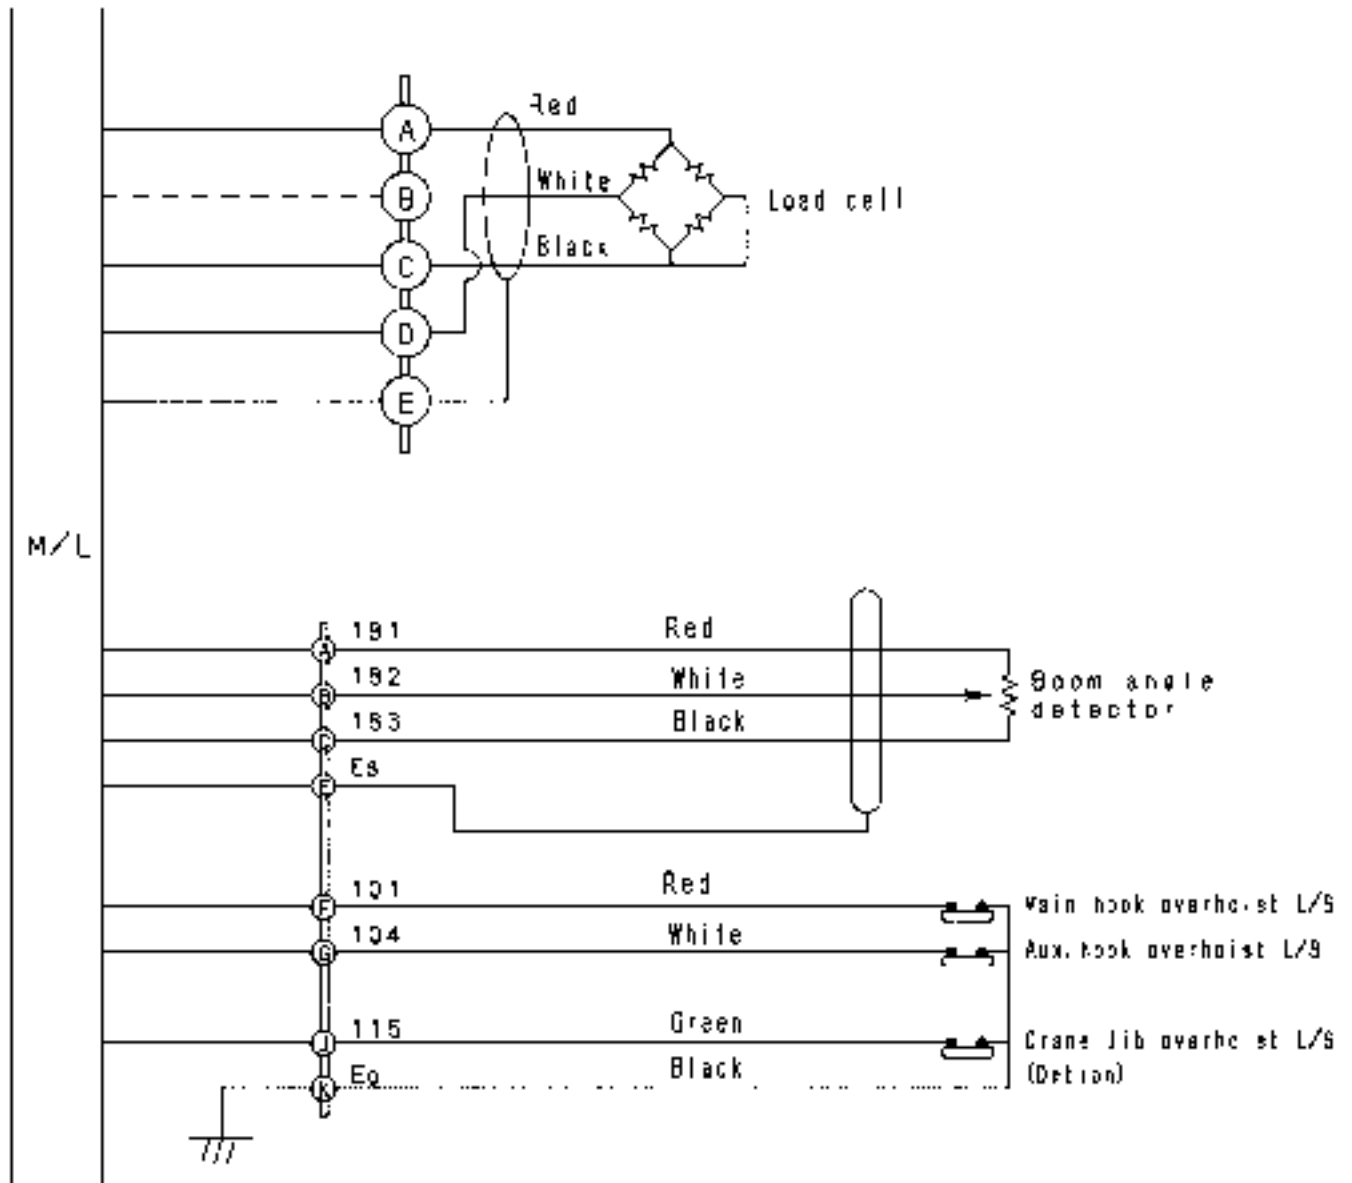 Red
A
White
B
Load cell
Black
C
D
E
M/L
191
Red
A
192
White
B
Boom angle
detector
193
Black
C
Es
E
101
Red
F
Main hook overhoist L/S
104
White
G
Aux. hook overhoist L/S
115
Green
J
Crane Jib overhoist L/S
Black
K
(Option)